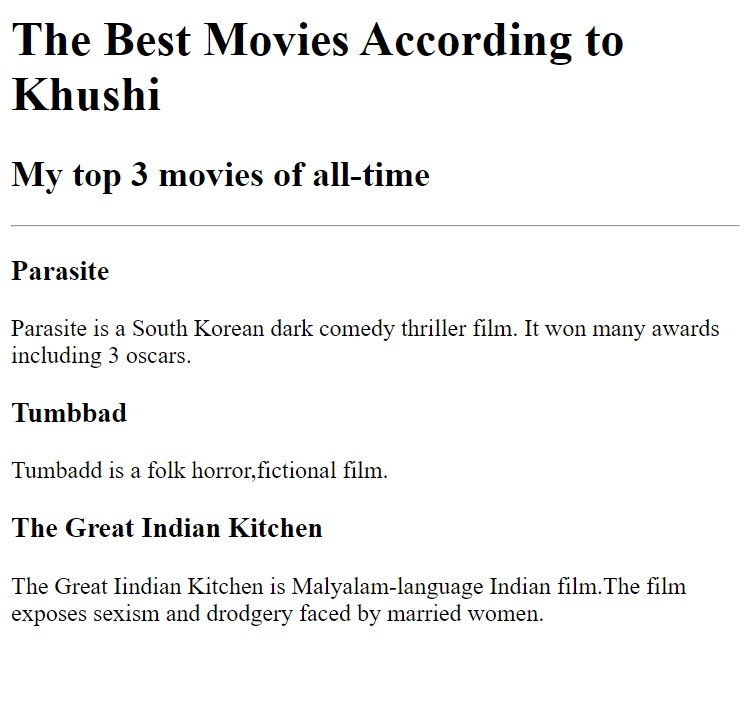 The Best Movies According to
Khushi
My top 3 movies of all-time
Parasite
Parasite is a South Korean dark comedy thriller film. It won many awards
including 3 oscars.
Tumbbad
Tumbadd is a folk horror,fictional film.
The Great Indian Kitchen
The Great Iindian Kitchen is Malyalam-language Indian film.The film
exposes sexism and drodgery faced by married women.